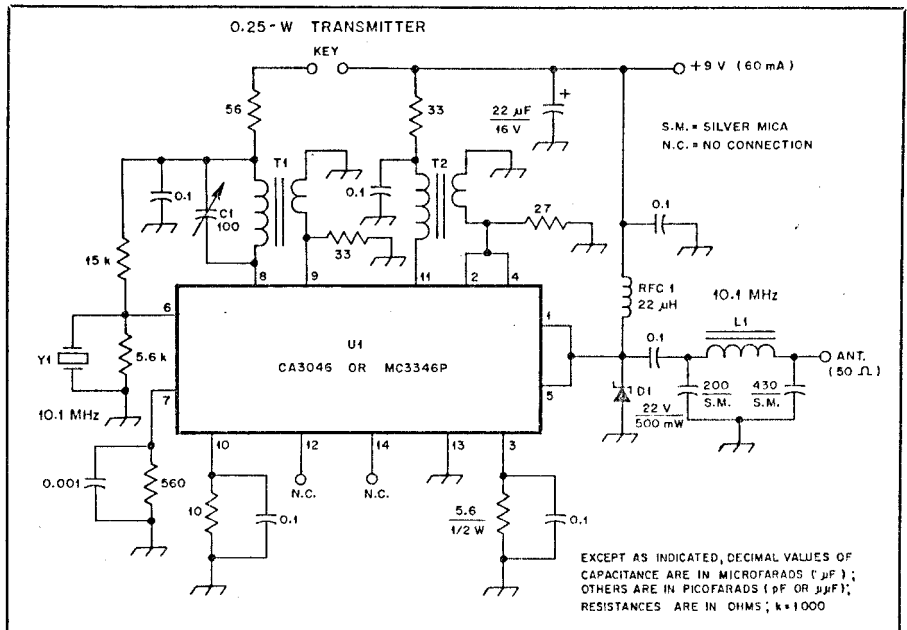 0.25-W TRANSMITTER
KEY
+9 V (60 mA)
56
33
22 µF
16 V
+
S.M. = SILVER MICA
N.C. = NO CONNECTION
T1
T2
0.1
C1
100
0.1
27
0.1
33
15 k
8
9
11
2
4
RFC 1
22 µH
10.1 MHz
L1
6
1
U1
CA3046 OR MC3346P
0.1
ANT.
(50 Ω)
Y1
5.6 k
5
D1
200
S.M.
430
S.M.
10.1 MHz
7
22 V
500 mW
10
12
14
13
3
0.001
560
N.C.
N.C.
10
0.1
5.6
1/2 W
0.1
EXCEPT AS INDICATED, DECIMAL VALUES OF
CAPACITANCE ARE IN MICROFARADS (µF);
OTHERS ARE IN PICOFARADS (pF OR µµF);
RESISTANCES ARE IN OHMS; k=1000